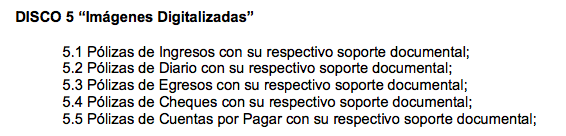 DISCO 5 “Imágenes Digitalizadas”
5.1 Pólizas de Ingresos con su respectivo soporte documental;
5.2 Pólizas de Diario con su respectivo soporte documental;
5.3 Pólizas de Egresos con su respectivo soporte documental;
5.4 Pólizas de Cheques con su respectivo soporte documental;
5.5 Pólizas de Cuentas por Pagar con su respectivo soporte documental;